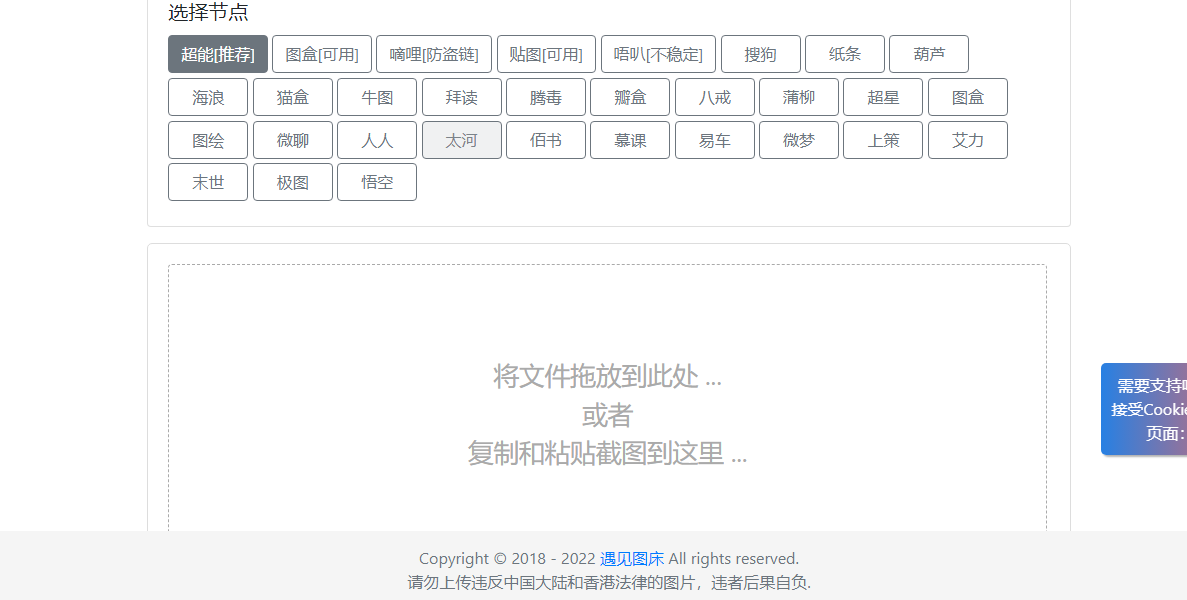 选择节点
超能[推荐] 图盒[可用] 嘀哩[防盗链] 贴图[可用] 唔叭[不稳定] 搜狗 纸条 葫芦
海浪 猫盒 牛图 拜读 腾毒 瓣盒 八戒 蒲柳 超星 图盒
图绘 微聊 人人 太河 佰书 慕课 易车 微梦 上策 艾力
末世 极图 悟空
将文件拖放到此处 ...
或者
复制和粘贴截图到这里 ...
需要支持
接受Cookie
页面:
Copyright © 2018 - 2022 遇见图床 All rights reserved.
请勿上传违反中国大陆和香港法律的图片，违者后果自负.